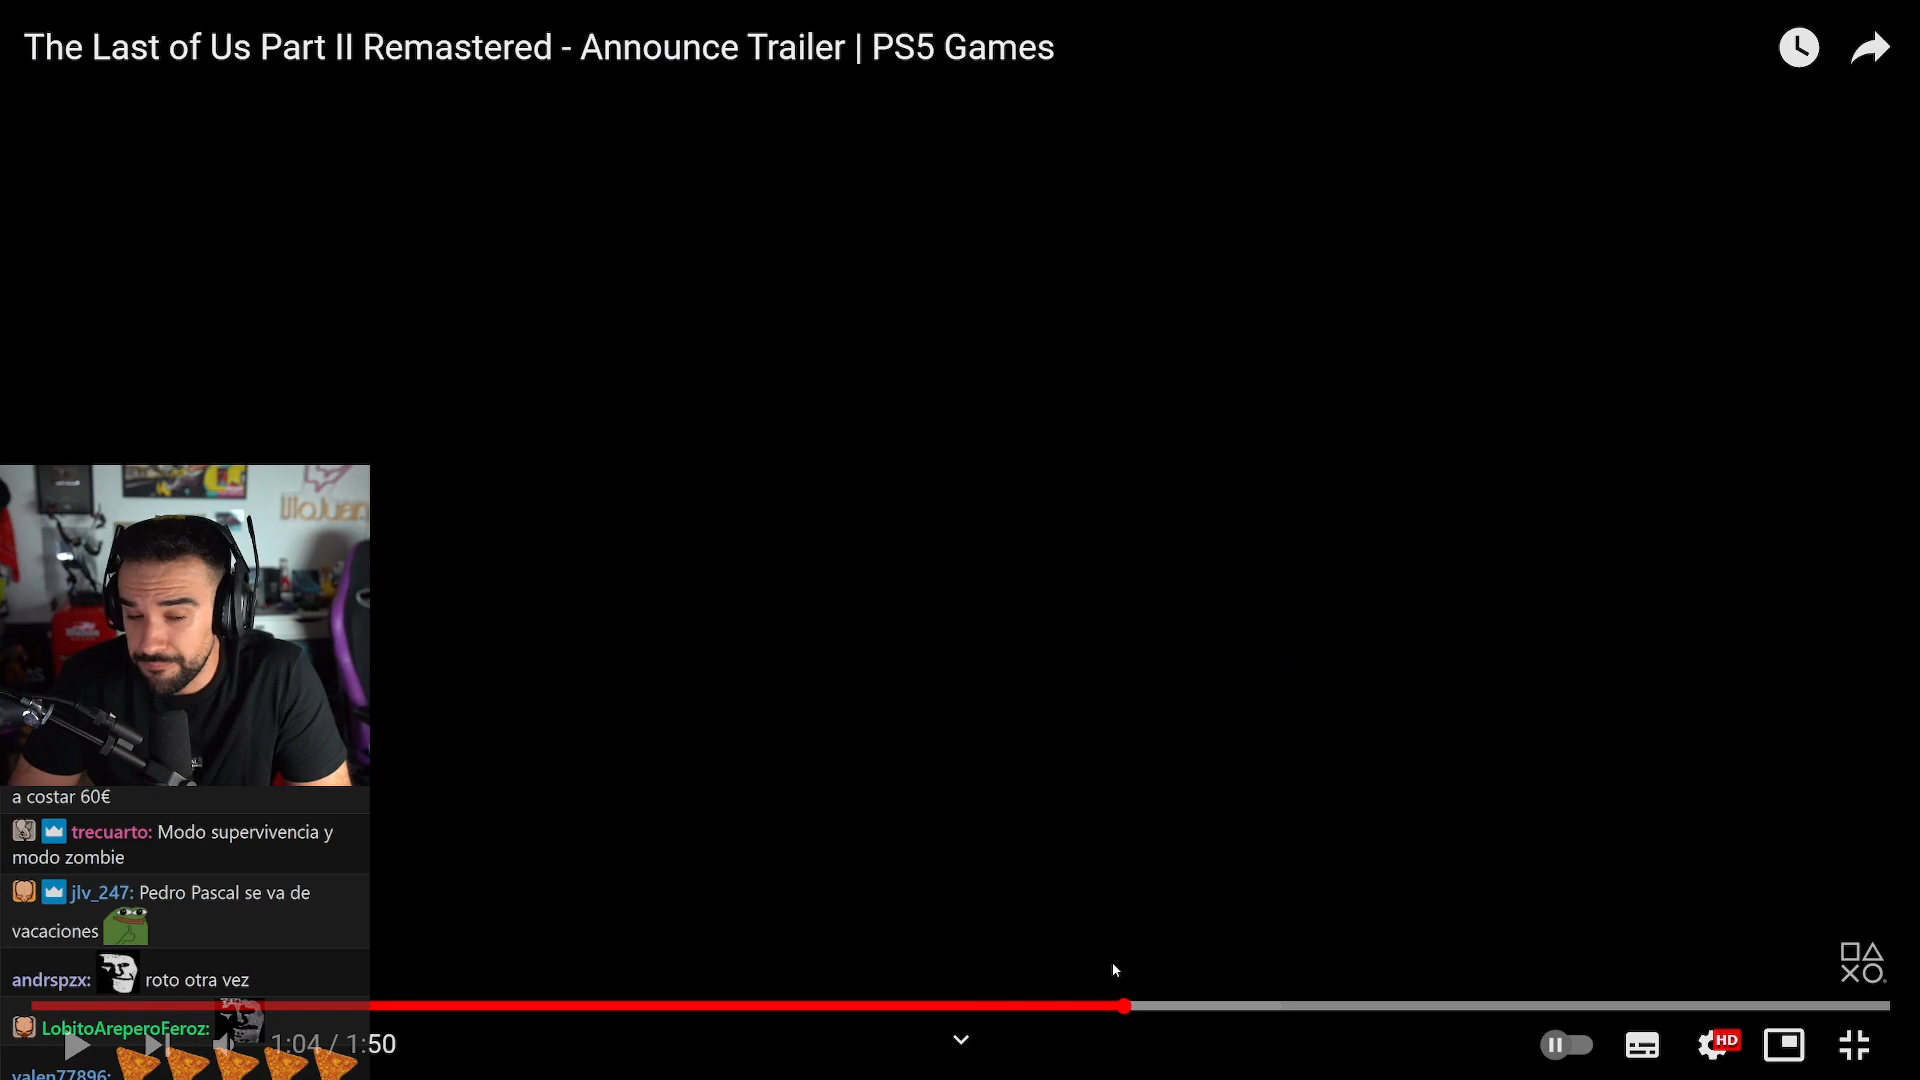 The Last of Us Part II Remastered - Announce Trailer | PS5 Games
a costar 60€
trecuarto: Modo supervivencia y
modo zombie
jlv_247: Pedro Pascal se va de
vacaciones
andrspzx: roto otra vez
LobitoAreperoFeroz:
1:04 / 1:50
HD
valen77896: